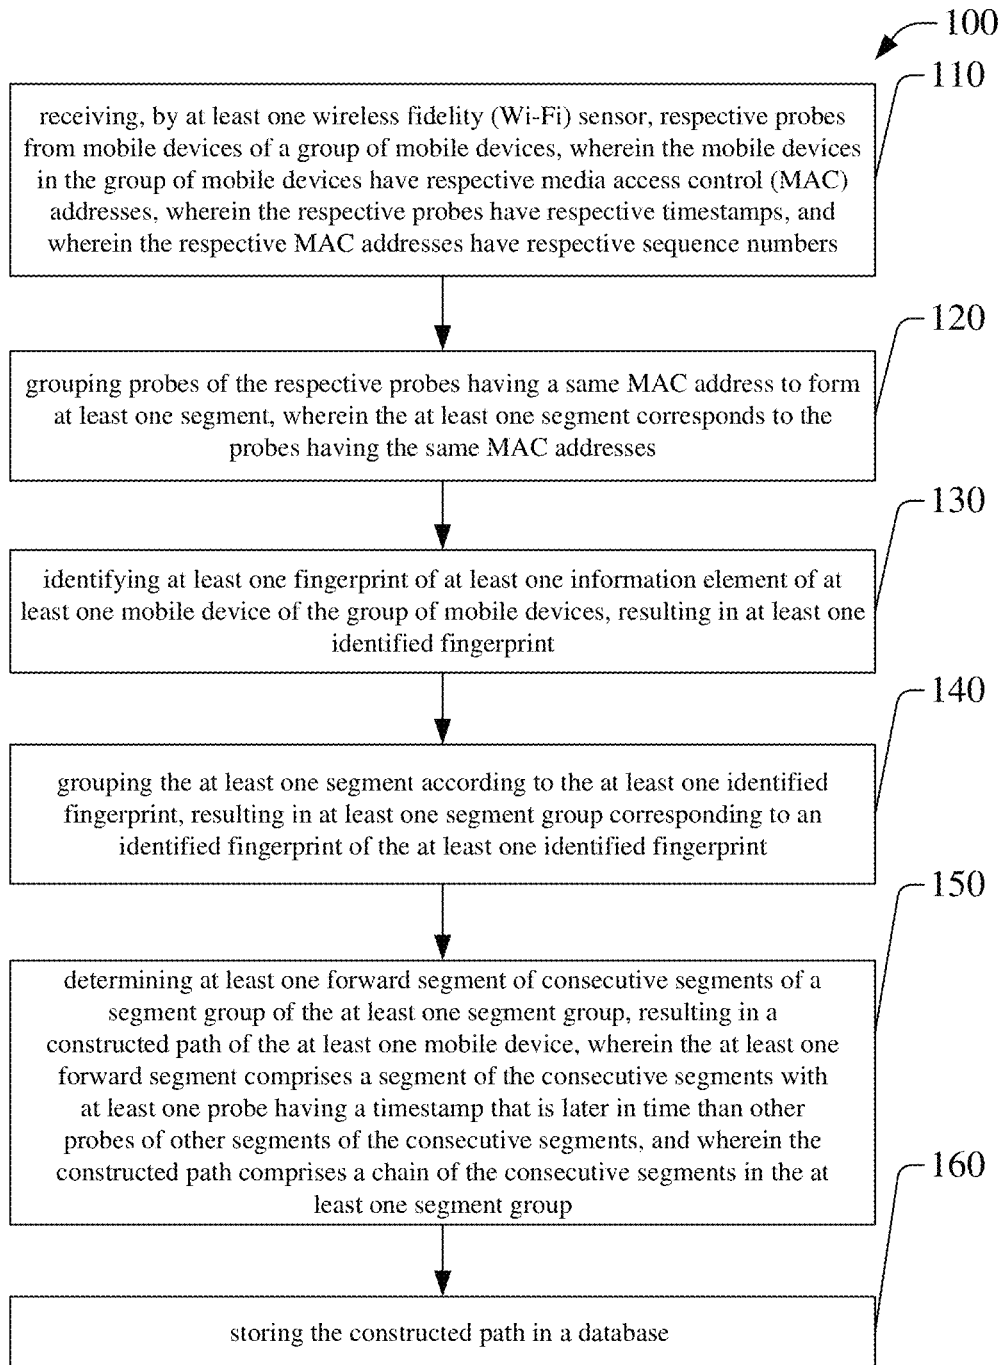 100
110
receiving, by at least one wireless fidelity (Wi-Fi) sensor, respective probes
from mobile devices of a group of mobile devices, wherein the mobile devices
in the group of mobile devices have respective media access control (MAC)
addresses, wherein the respective probes have respective timestamps, and
wherein the respective MAC addresses have respective sequence numbers
120
grouping probes of the respective probes having a same MAC address to form
at least one segment, wherein the at least one segment corresponds to the
probes having the same MAC addresses
130
identifying at least one fingerprint of at least one information element of at
least one mobile device of the group of mobile devices, resulting in at least one
identified fingerprint
140
grouping the at least one segment according to the at least one identified
fingerprint, resulting in at least one segment group corresponding to an
identified fingerprint of the at least one identified fingerprint
150
determining at least one forward segment of consecutive segments of a
segment group of the at least one segment group, resulting in a
constructed path of the at least one mobile device, wherein the at least one
forward segment comprises a segment of the consecutive segments with
at least one probe having a timestamp that is later in time than other
probes of other segments of the consecutive segments, and wherein the
constructed path comprises a chain of the consecutive segments in the at
least one segment group
160
storing the constructed path in a database